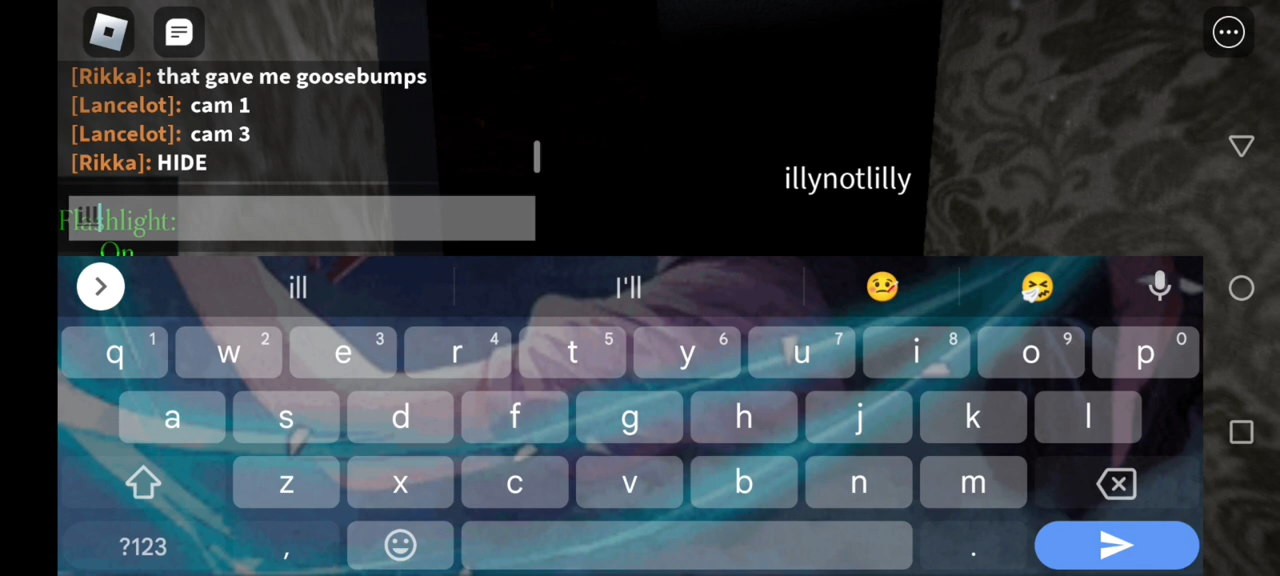 [Rikka]: that gave me goosebumps
[Lancelot]: cam 1
[Lancelot]: cam 3
[Rikka]: HIDE
illynotlilly
ill
Flashlight:
On
ill I'll
q 1 w 2 e 3 r 4 t 5 y 6 u 7 i 8 o 9 p 0
a s d f g h j k l
z x c v b n m
?123 , .